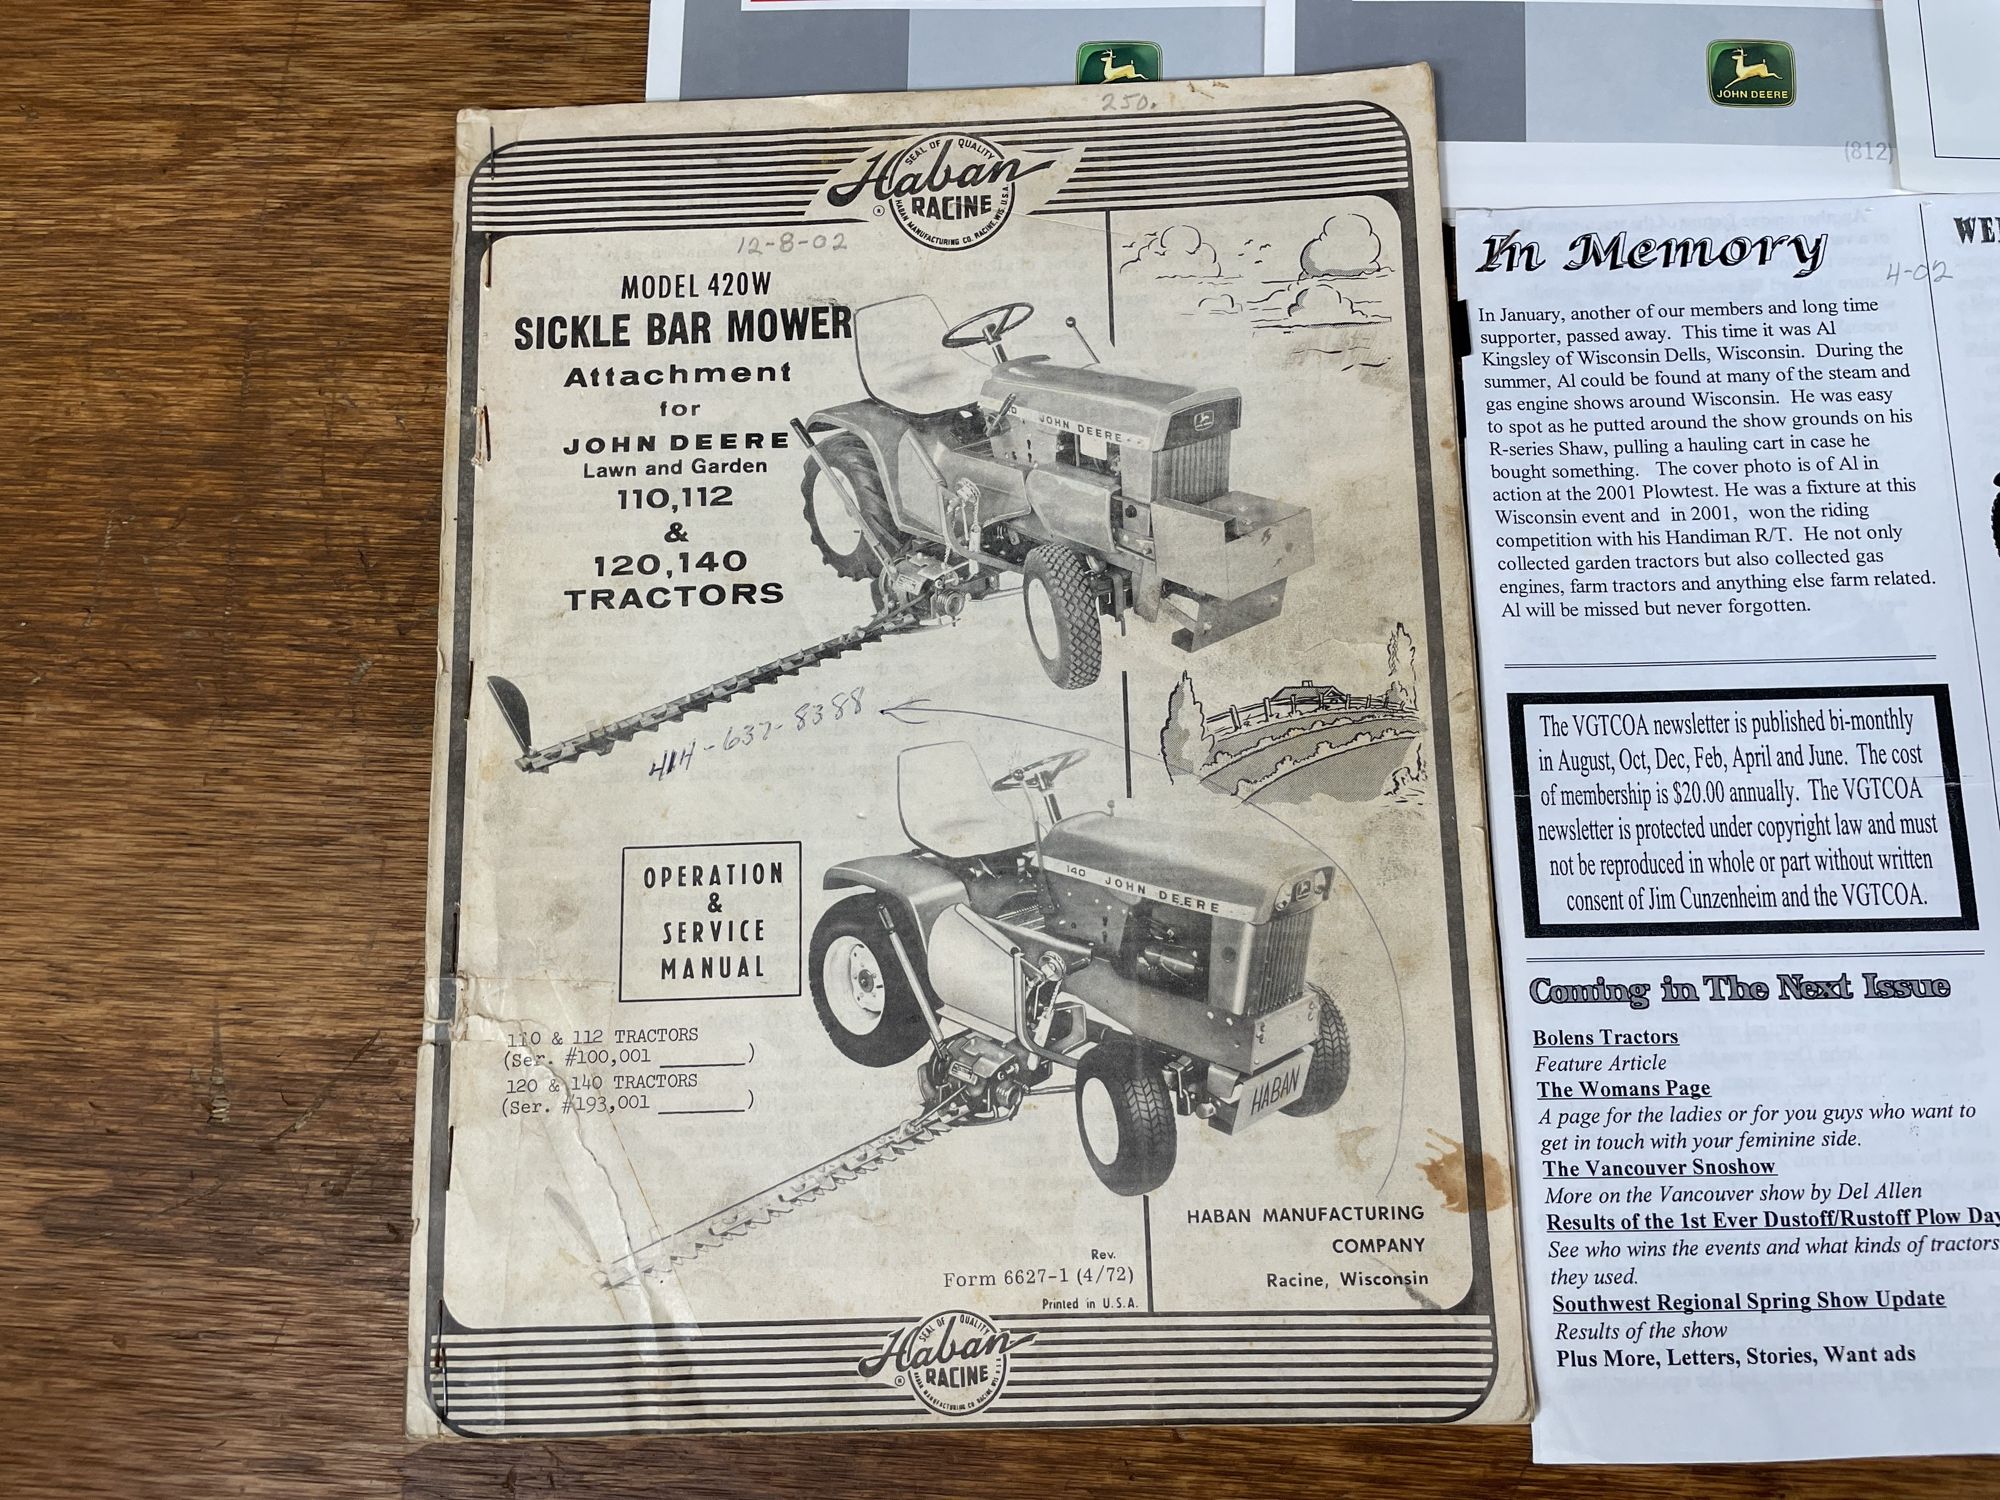 JOHN DEERE
(812)
250.
Haban
SEAL OF QUALITY
RACINE
HABAN MANUFACTURING CO. RACINE, WIS. U.S.A.
12-8-02
MODEL 420W
SICKLE BAR MOWER
Attachment
for
JOHN DEERE
Lawn and Garden
110,112
&
120,140
TRACTORS
JOHN DEERE
414-637-8388
OPERATION
&
SERVICE
MANUAL
140 JOHN DEERE
HABAN
110 & 112 TRACTORS
(Ser. #100,001 ________)
120 & 140 TRACTORS
(Ser. #193,001 ________)
HABAN MANUFACTURING
COMPANY
Racine, Wisconsin
Rev.
Form 6627-1 (4/72)
Printed in U.S.A.
Haban
SEAL OF QUALITY
RACINE
In Memory
4-02
In January, another of our members and long time
supporter, passed away. This time it was Al
Kingsley of Wisconsin Dells, Wisconsin. During the
summer, Al could be found at many of the steam and
gas engine shows around Wisconsin. He was easy
to spot as he putted around the show grounds on his
R-series Shaw, pulling a hauling cart in case he
bought something. The cover photo is of Al in
action at the 2001 Plowtest. He was a fixture at this
Wisconsin event and in 2001, won the riding
competition with his Handiman R/T. He not only
collected garden tractors but also collected gas
engines, farm tractors and anything else farm related.
Al will be missed but never forgotten.
The VGTCOA newsletter is published bi-monthly
in August, Oct, Dec, Feb, April and June. The cost
of membership is $20.00 annually. The VGTCOA
newsletter is protected under copyright law and must
not be reproduced in whole or part without written
consent of Jim Cunzenheim and the VGTCOA.
Coming in The Next Issue
Bolens Tractors
Feature Article
The Womans Page
A page for the ladies or for you guys who want to
get in touch with your feminine side.
The Vancouver Snoshow
More on the Vancouver show by Del Allen
Results of the 1st Ever Dustoff/Rustoff Plow Day
See who wins the events and what kinds of tractors
they used.
Southwest Regional Spring Show Update
Results of the show
Plus More, Letters, Stories, Want ads